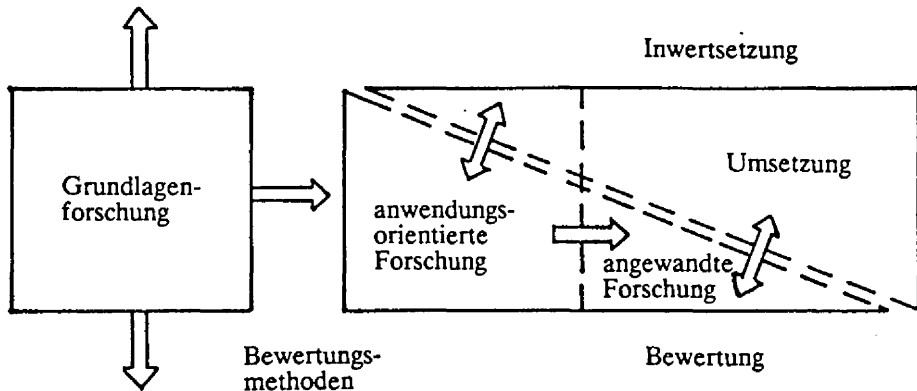 Inwertsetzung
Grundlagen-
forschung
Umsetzung
anwendungs-
orientierte
Forschung
angewandte
Forschung
Bewertungs-
methoden
Bewertung